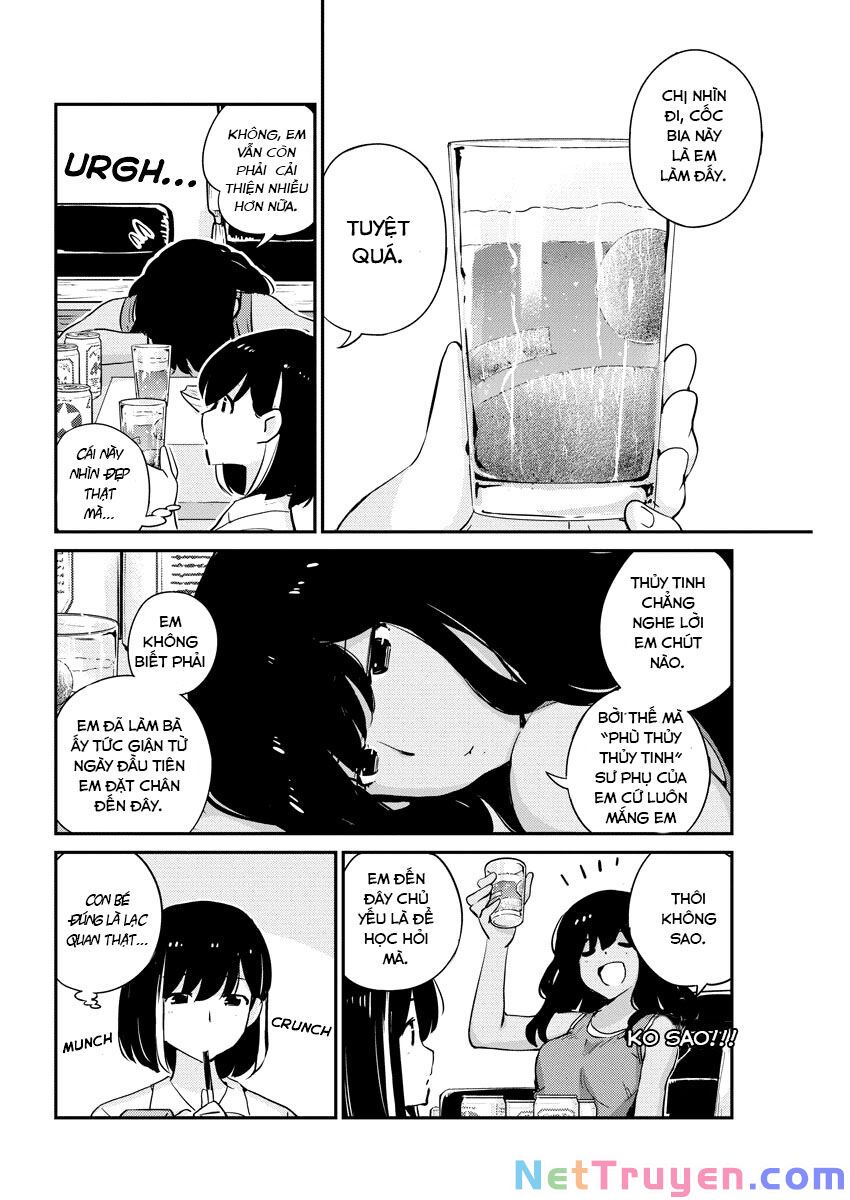 CHỊ NHÌN
ĐI, CỐC
BIA NÀY
LÀ EM
LÀM ĐẤY.
TUYỆT
QUÁ.
KHÔNG, EM
VẪN CÒN
PHẢI CẢI
THIỆN NHIỀU
HƠN NỮA.
URGH...
CÁI NÀY
NHÌN ĐẸP
THẬT
MÀ...
THỦY TINH
CHẲNG
NGHE LỜI
EM CHÚT
NÀO.
BỞI THẾ MÀ
"PHÙ THỦY
THỦY TINH"
SƯ PHỤ CỦA
EM CỨ LUÔN
MẮNG EM
EM
KHÔNG
BIẾT PHẢI
EM ĐÃ LÀM BÀ
ẤY TỨC GIẬN TỪ
NGÀY ĐẦU TIÊN
EM ĐẶT CHÂN
ĐẾN ĐÂY.
THÔI
KHÔNG
SAO.
KO SAO!!!
EM ĐẾN
ĐÂY CHỦ
YẾU LÀ ĐỂ
HỌC HỎI
MÀ.
CON BÉ
ĐÚNG LÀ LẠC
QUAN THẬT...
CRUNCH
MUNCH
NetTruyen.com